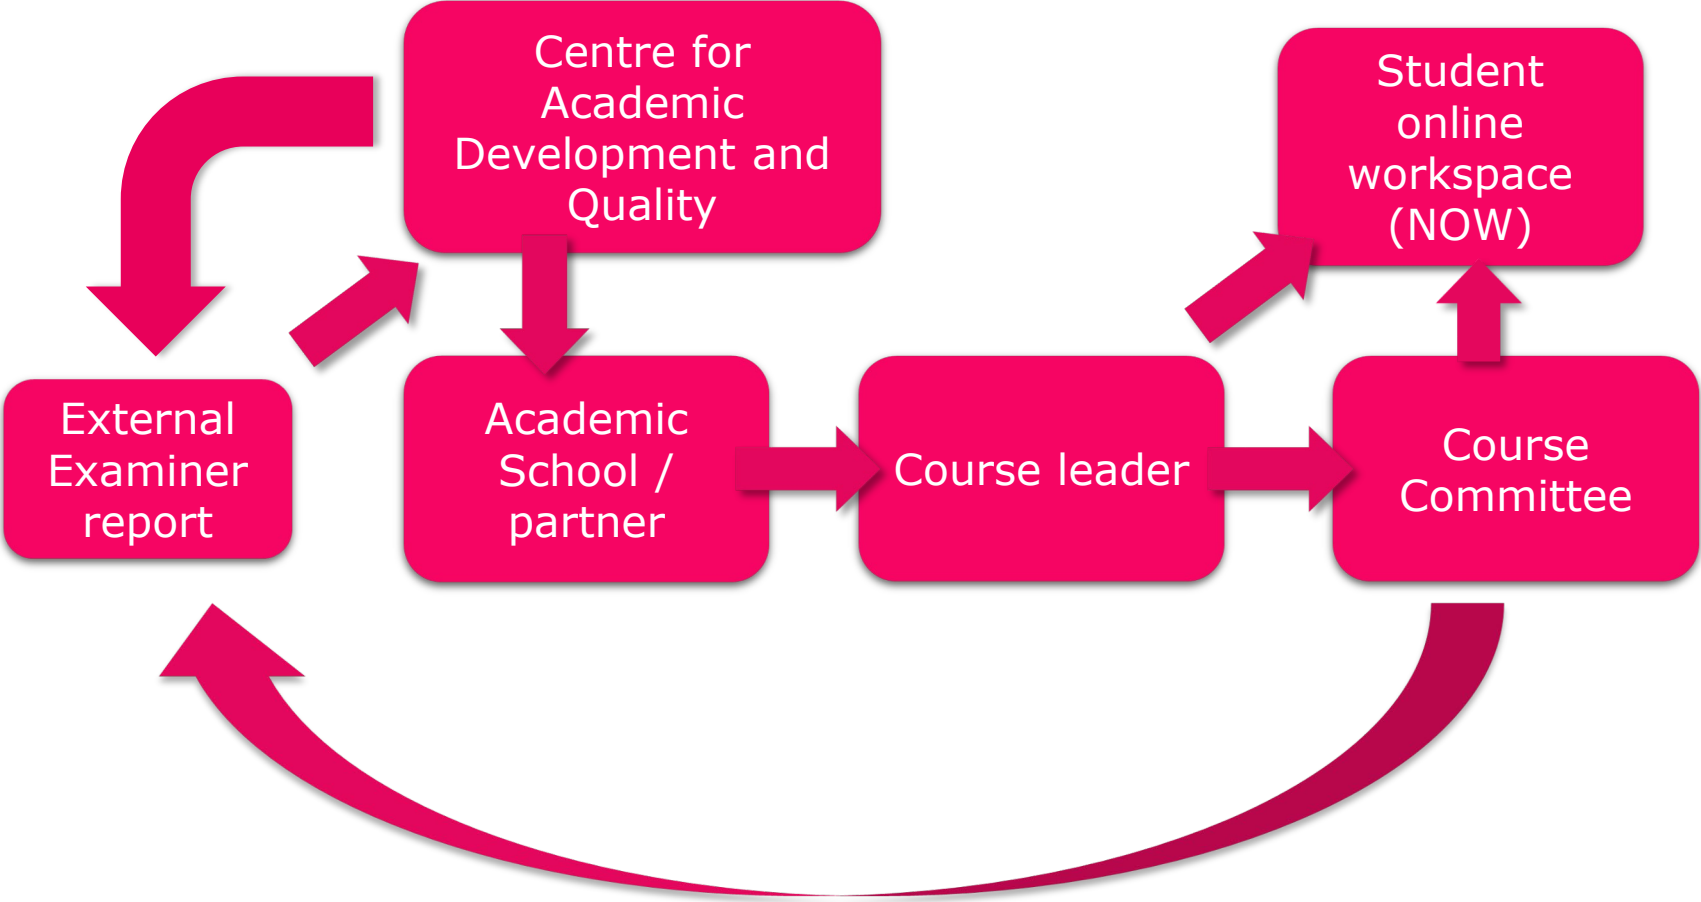 Centre for
Academic
Development and
Quality
Student
online
workspace
(NOW)
External
Examiner
report
Academic
School /
partner
Course leader
Course
Committee